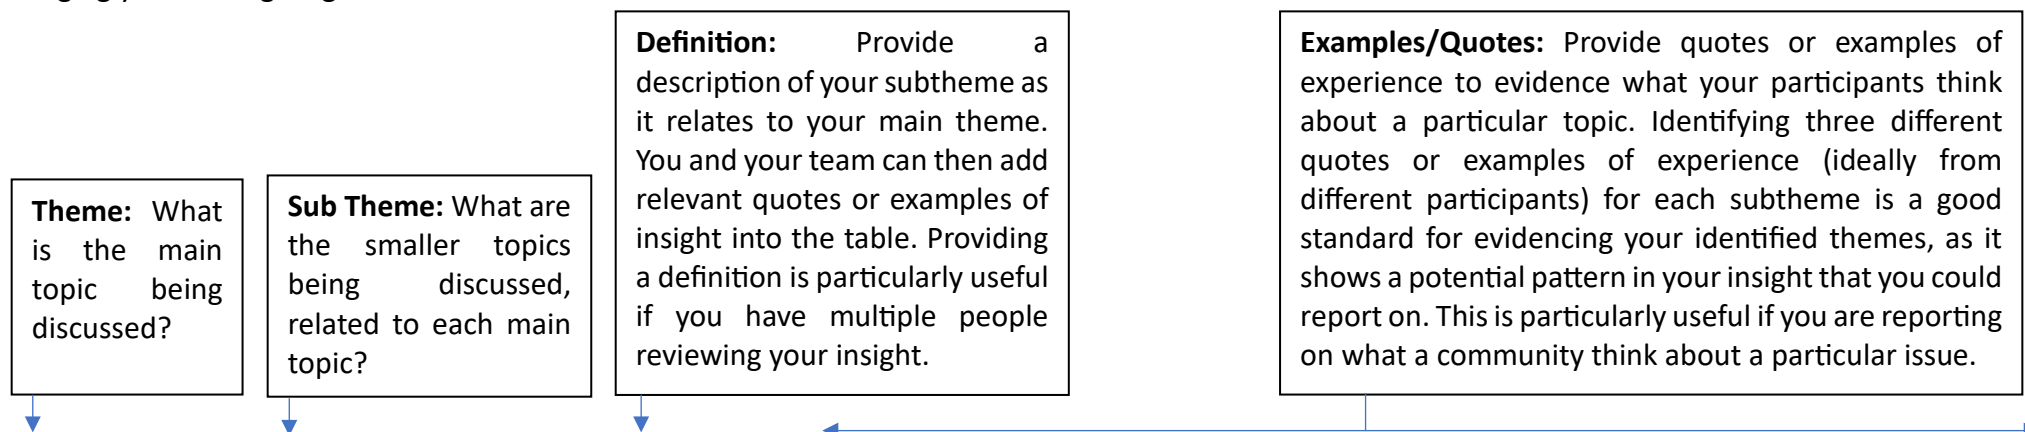 Theme: What
is the main
topic being
discussed?
Sub Theme: What are
the smaller topics
being discussed,
related to each main
topic?
Definition: Provide a
description of your subtheme as
it relates to your main theme.
You and your team can then add
relevant quotes or examples of
insight into the table. Providing
a definition is particularly useful
if you have multiple people
reviewing your insight.
Examples/Quotes: Provide quotes or examples of
experience to evidence what your participants think
about a particular topic. Identifying three different
quotes or examples of experience (ideally from
different participants) for each subtheme is a good
standard for evidencing your identified themes, as it
shows a potential pattern in your insight that you could
report on. This is particularly useful if you are reporting
on what a community think about a particular issue.